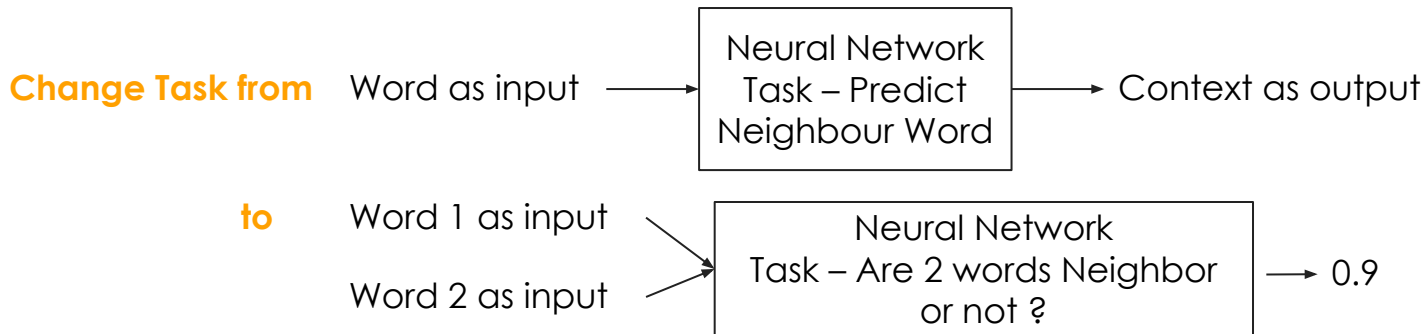 Neural Network
Change Task from Word as input Task – Predict Context as output
Neighbour Word
to Word 1 as input Neural Network
Task – Are 2 words Neighbor 0.9
Word 2 as input or not ?